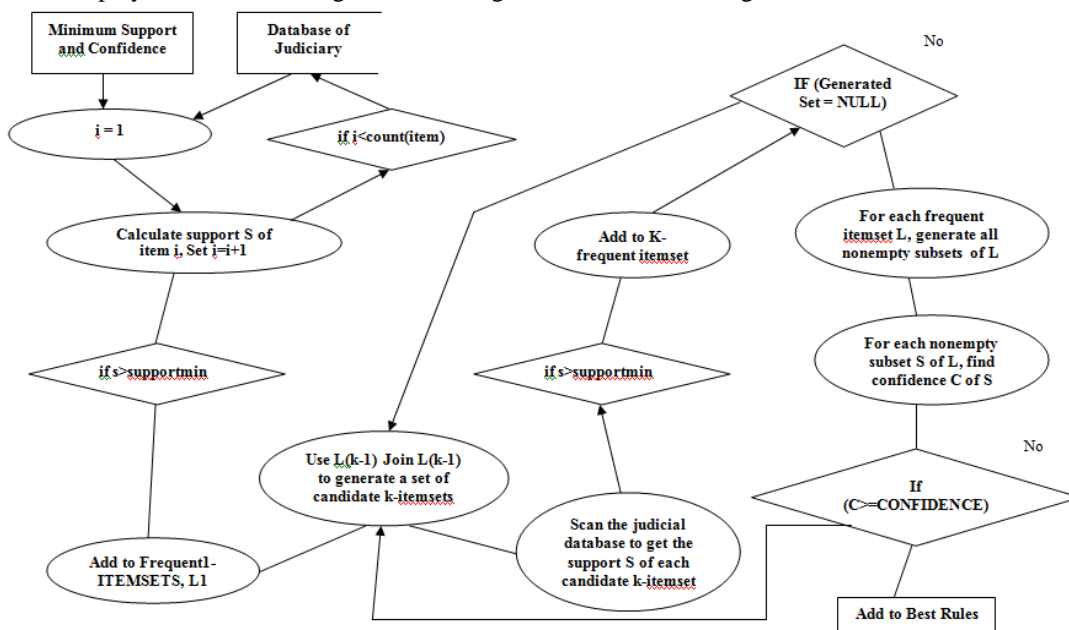 Minimum Support
and Confidence
Database of
Judiciary
i = 1
if i<count(item)
Calculate support S of
item i, Set i=i+1
if s>supportmin
Add to Frequent1-
ITEMSETS, L1
Use L(k-1) Join L(k-1)
to generate a set of
candidate k-itemsets
Scan the judicial
database to get the
support S of each
candidate k-itemset
if s>supportmin
Add to K-
frequent itemset
No
IF (Generated
Set = NULL)
For each frequent
itemset L, generate all
nonempty subsets of L
For each nonempty
subset S of L, find
confidence C of S
No
If
(C>=CONFIDENCE)
Add to Best Rules